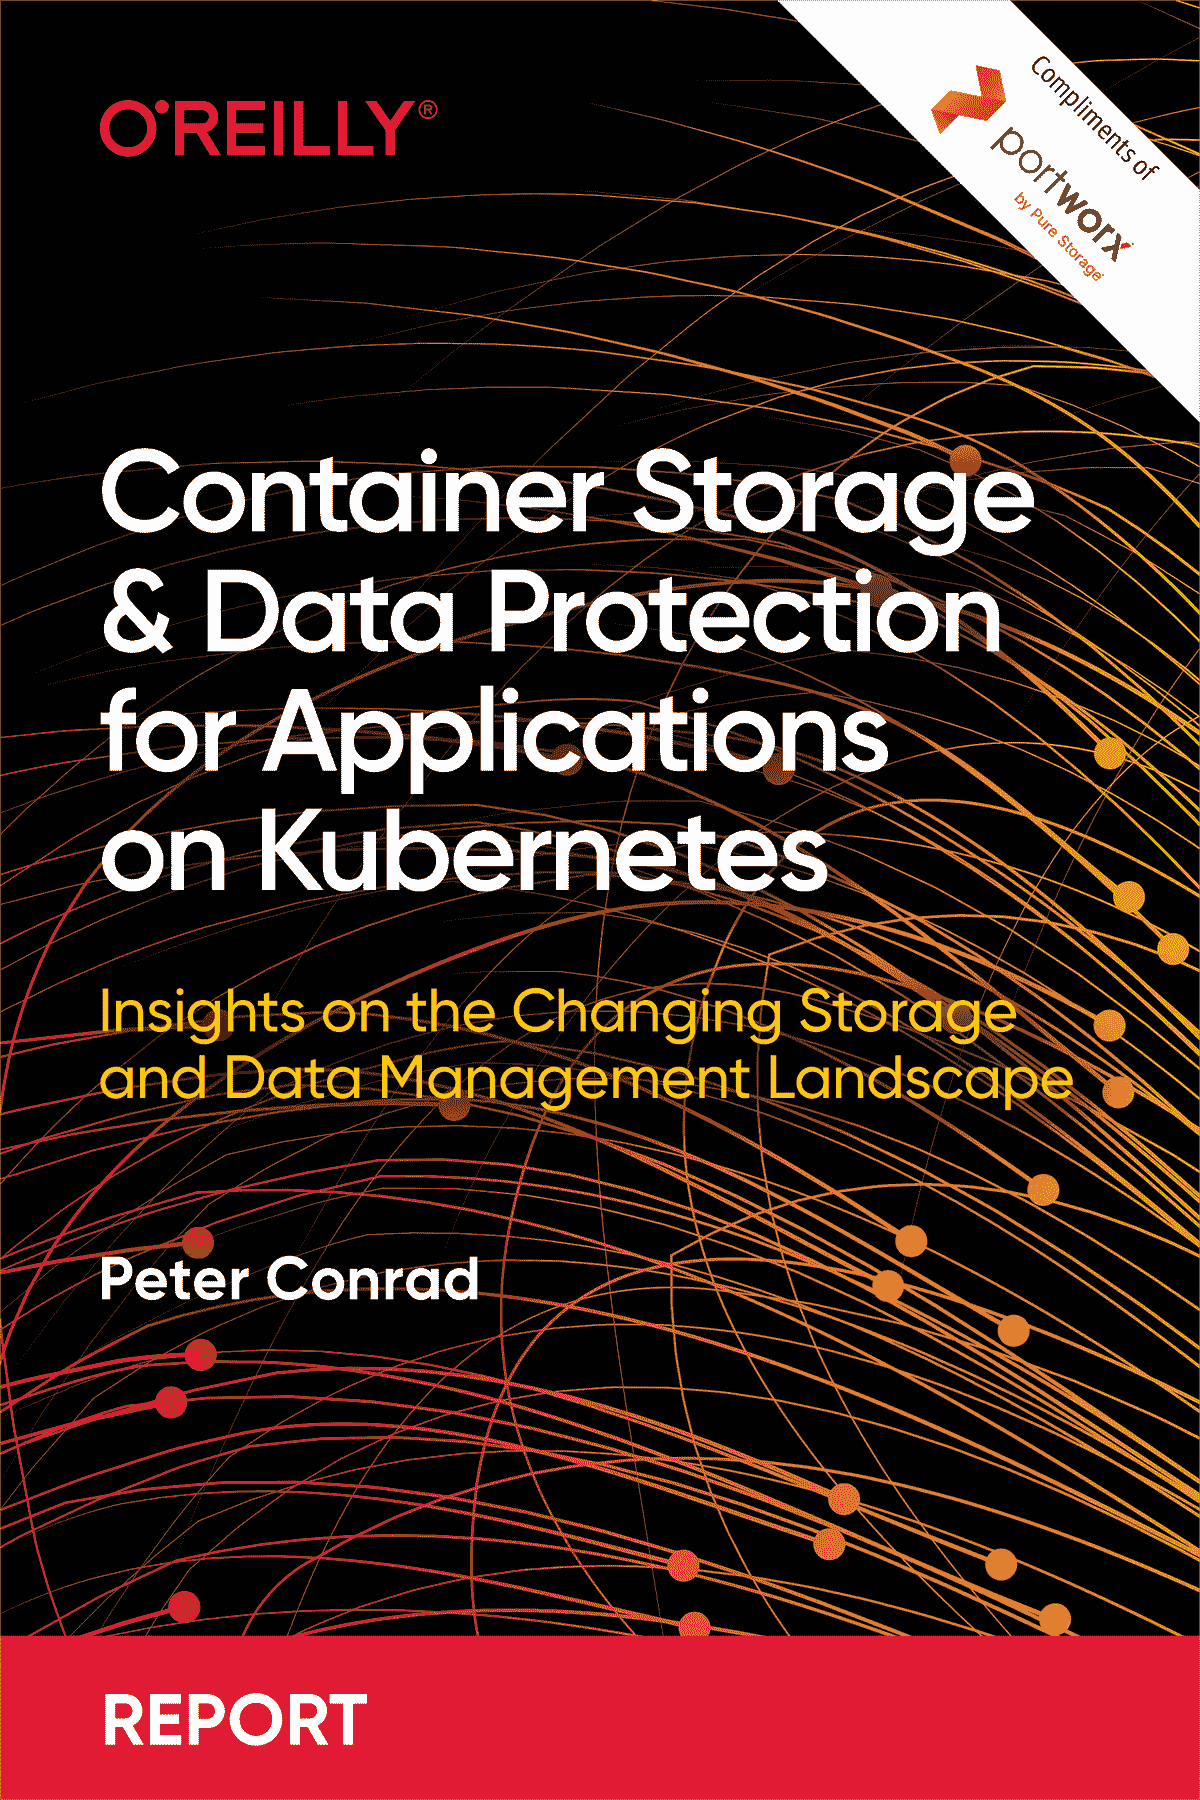 O'REILLY®
Compliments of
portworx
by Pure Storage
Container Storage
& Data Protection
for Applications
on Kubernetes
Insights on the Changing Storage
and Data Management Landscape
Peter Conrad
REPORT